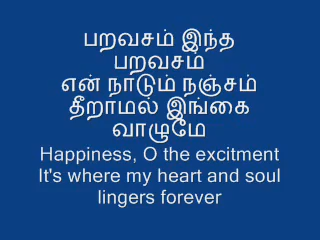 பறவசம் இந்த
பறவசம்
என் நாடும் நஞ்சம்
தீறாமல் இங்கை
வாழுமே
Happiness, O the excitment
It's where my heart and soul
lingers forever